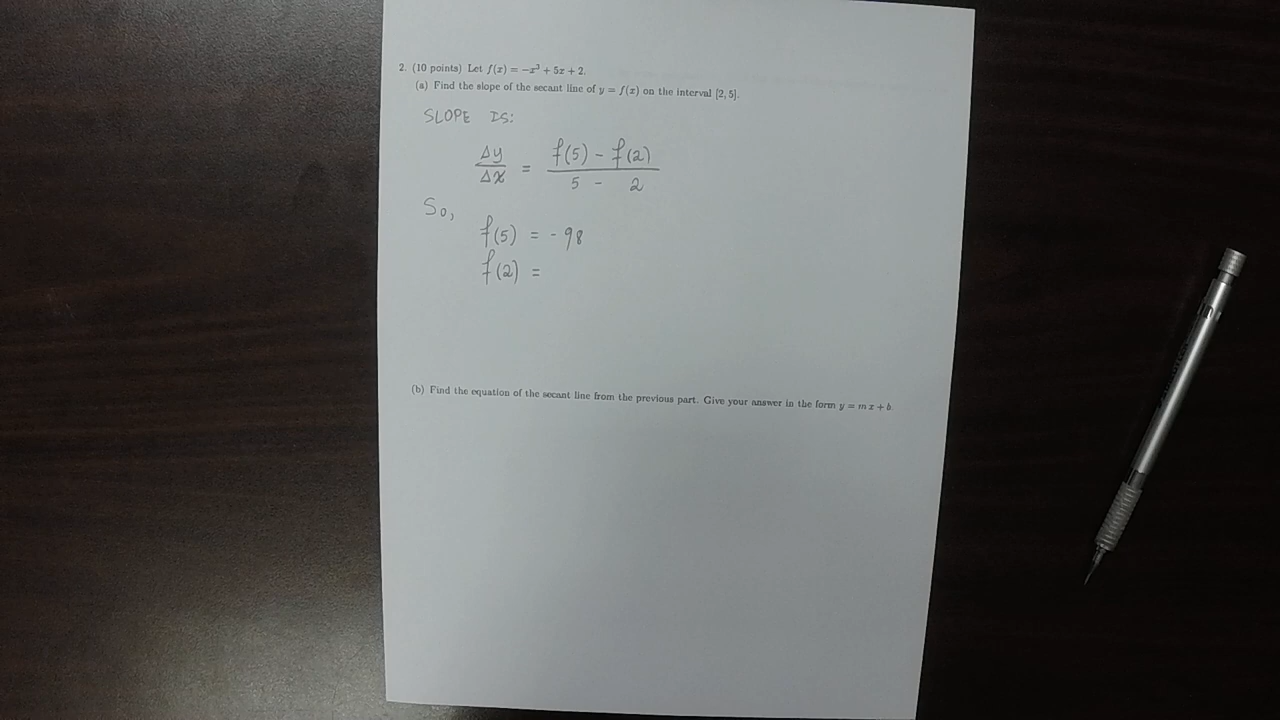 2. (10 points) Let f(x) = −x³ + 5x + 2.
(a) Find the slope of the secant line of y = f(x) on the interval [2, 5].
SLOPE IS:
Δy/Δx = (f(5) - f(2))/(5 - 2)
So,
f(5) = -98
f(2) =
(b) Find the equation of the secant line from the previous part. Give your answer in the form y = m x + b.